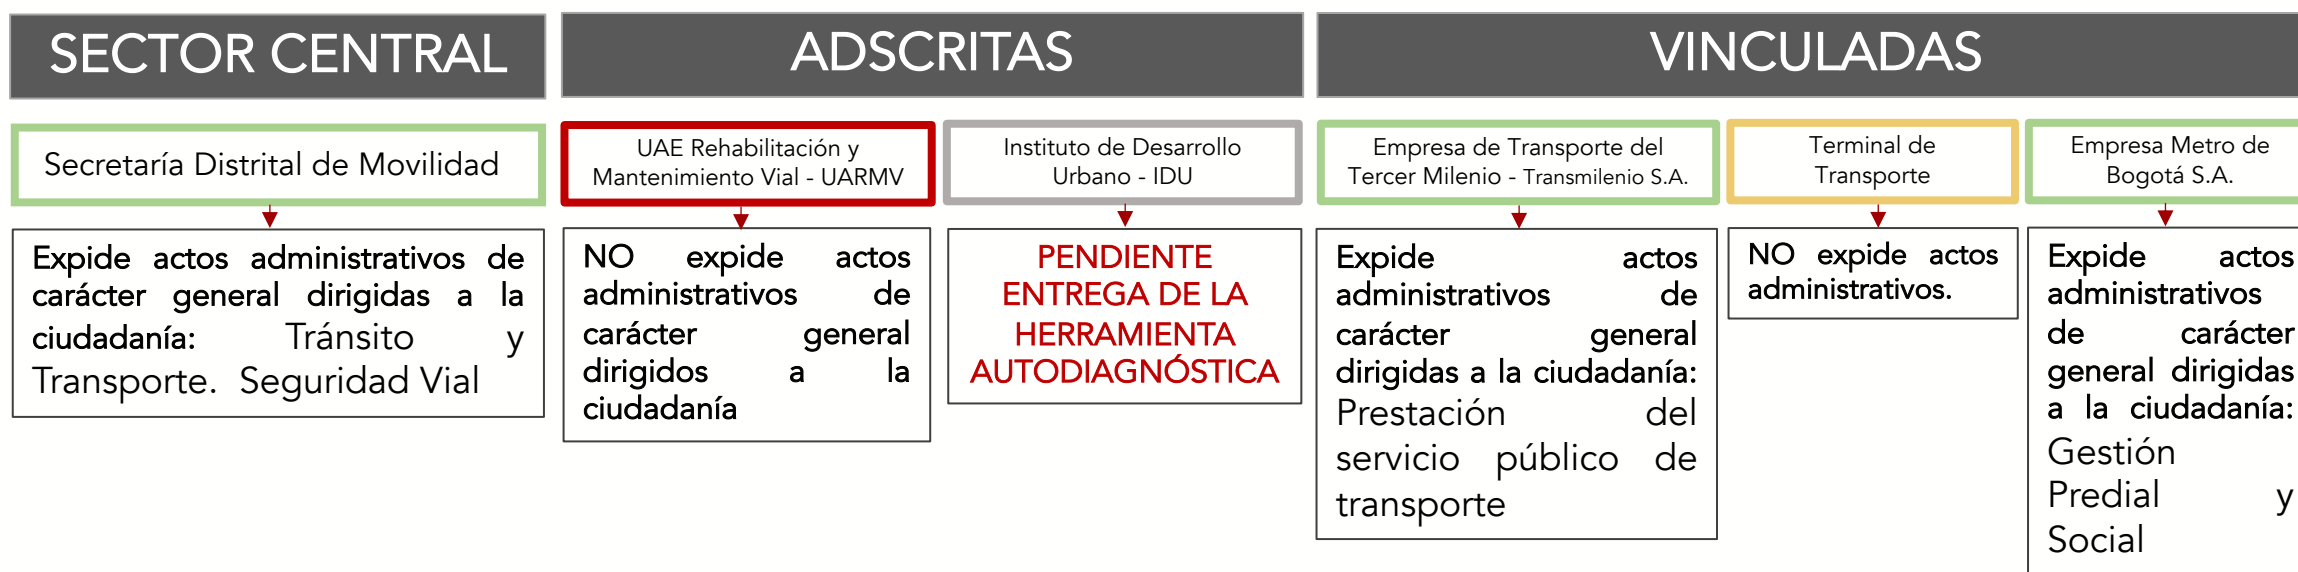 SECTOR CENTRAL
ADSCRITAS
VINCULADAS
Secretaría Distrital de Movilidad
UAE Rehabilitación y
Mantenimiento Vial - UARMV
Instituto de Desarrollo
Urbano - IDU
Empresa de Transporte del
Tercer Milenio - Transmilenio S.A.
Terminal de
Transporte
Empresa Metro de
Bogotá S.A.
Expide actos administrativos de
carácter general dirigidas a la
ciudadanía: Tránsito y
Transporte. Seguridad Vial
NO expide actos
administrativos de
carácter general
dirigidos a la
ciudadanía
PENDIENTE
ENTREGA DE LA
HERRAMIENTA
AUTODIAGNÓSTICA
Expide actos
administrativos de
carácter general
dirigidas a la ciudadanía:
Prestación del
servicio público de
transporte
NO expide actos
administrativos.
Expide actos
administrativos
de carácter
general dirigidas
a la ciudadanía:
Gestión
Predial y
Social